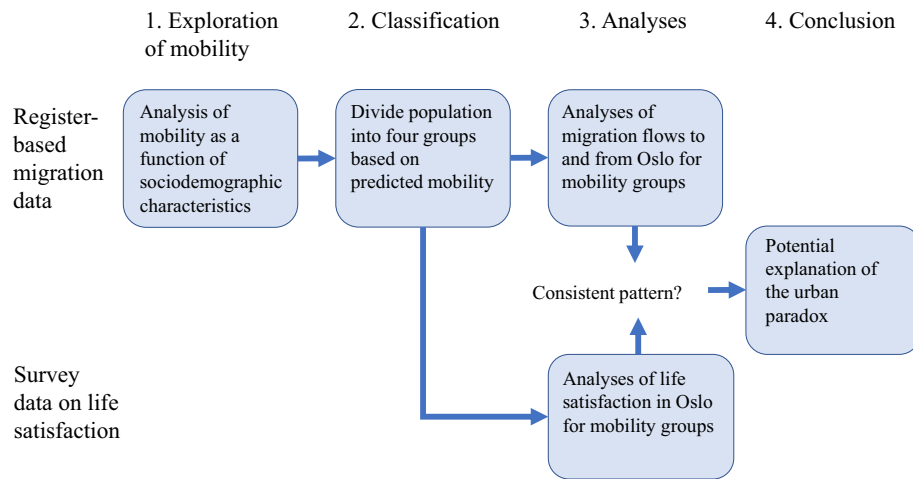 1. Exploration
of mobility
2. Classification
3. Analyses
4. Conclusion
Register-
based
migration
data
Analysis of
mobility as a
function of
sociodemographic
characteristics
Divide population
into four groups
based on
predicted mobility
Analyses of
migration flows to
and from Oslo for
mobility groups
Consistent pattern?
Potential
explanation of
the urban
paradox
Survey
data on life
satisfaction
Analyses of life
satisfaction in Oslo
for mobility groups